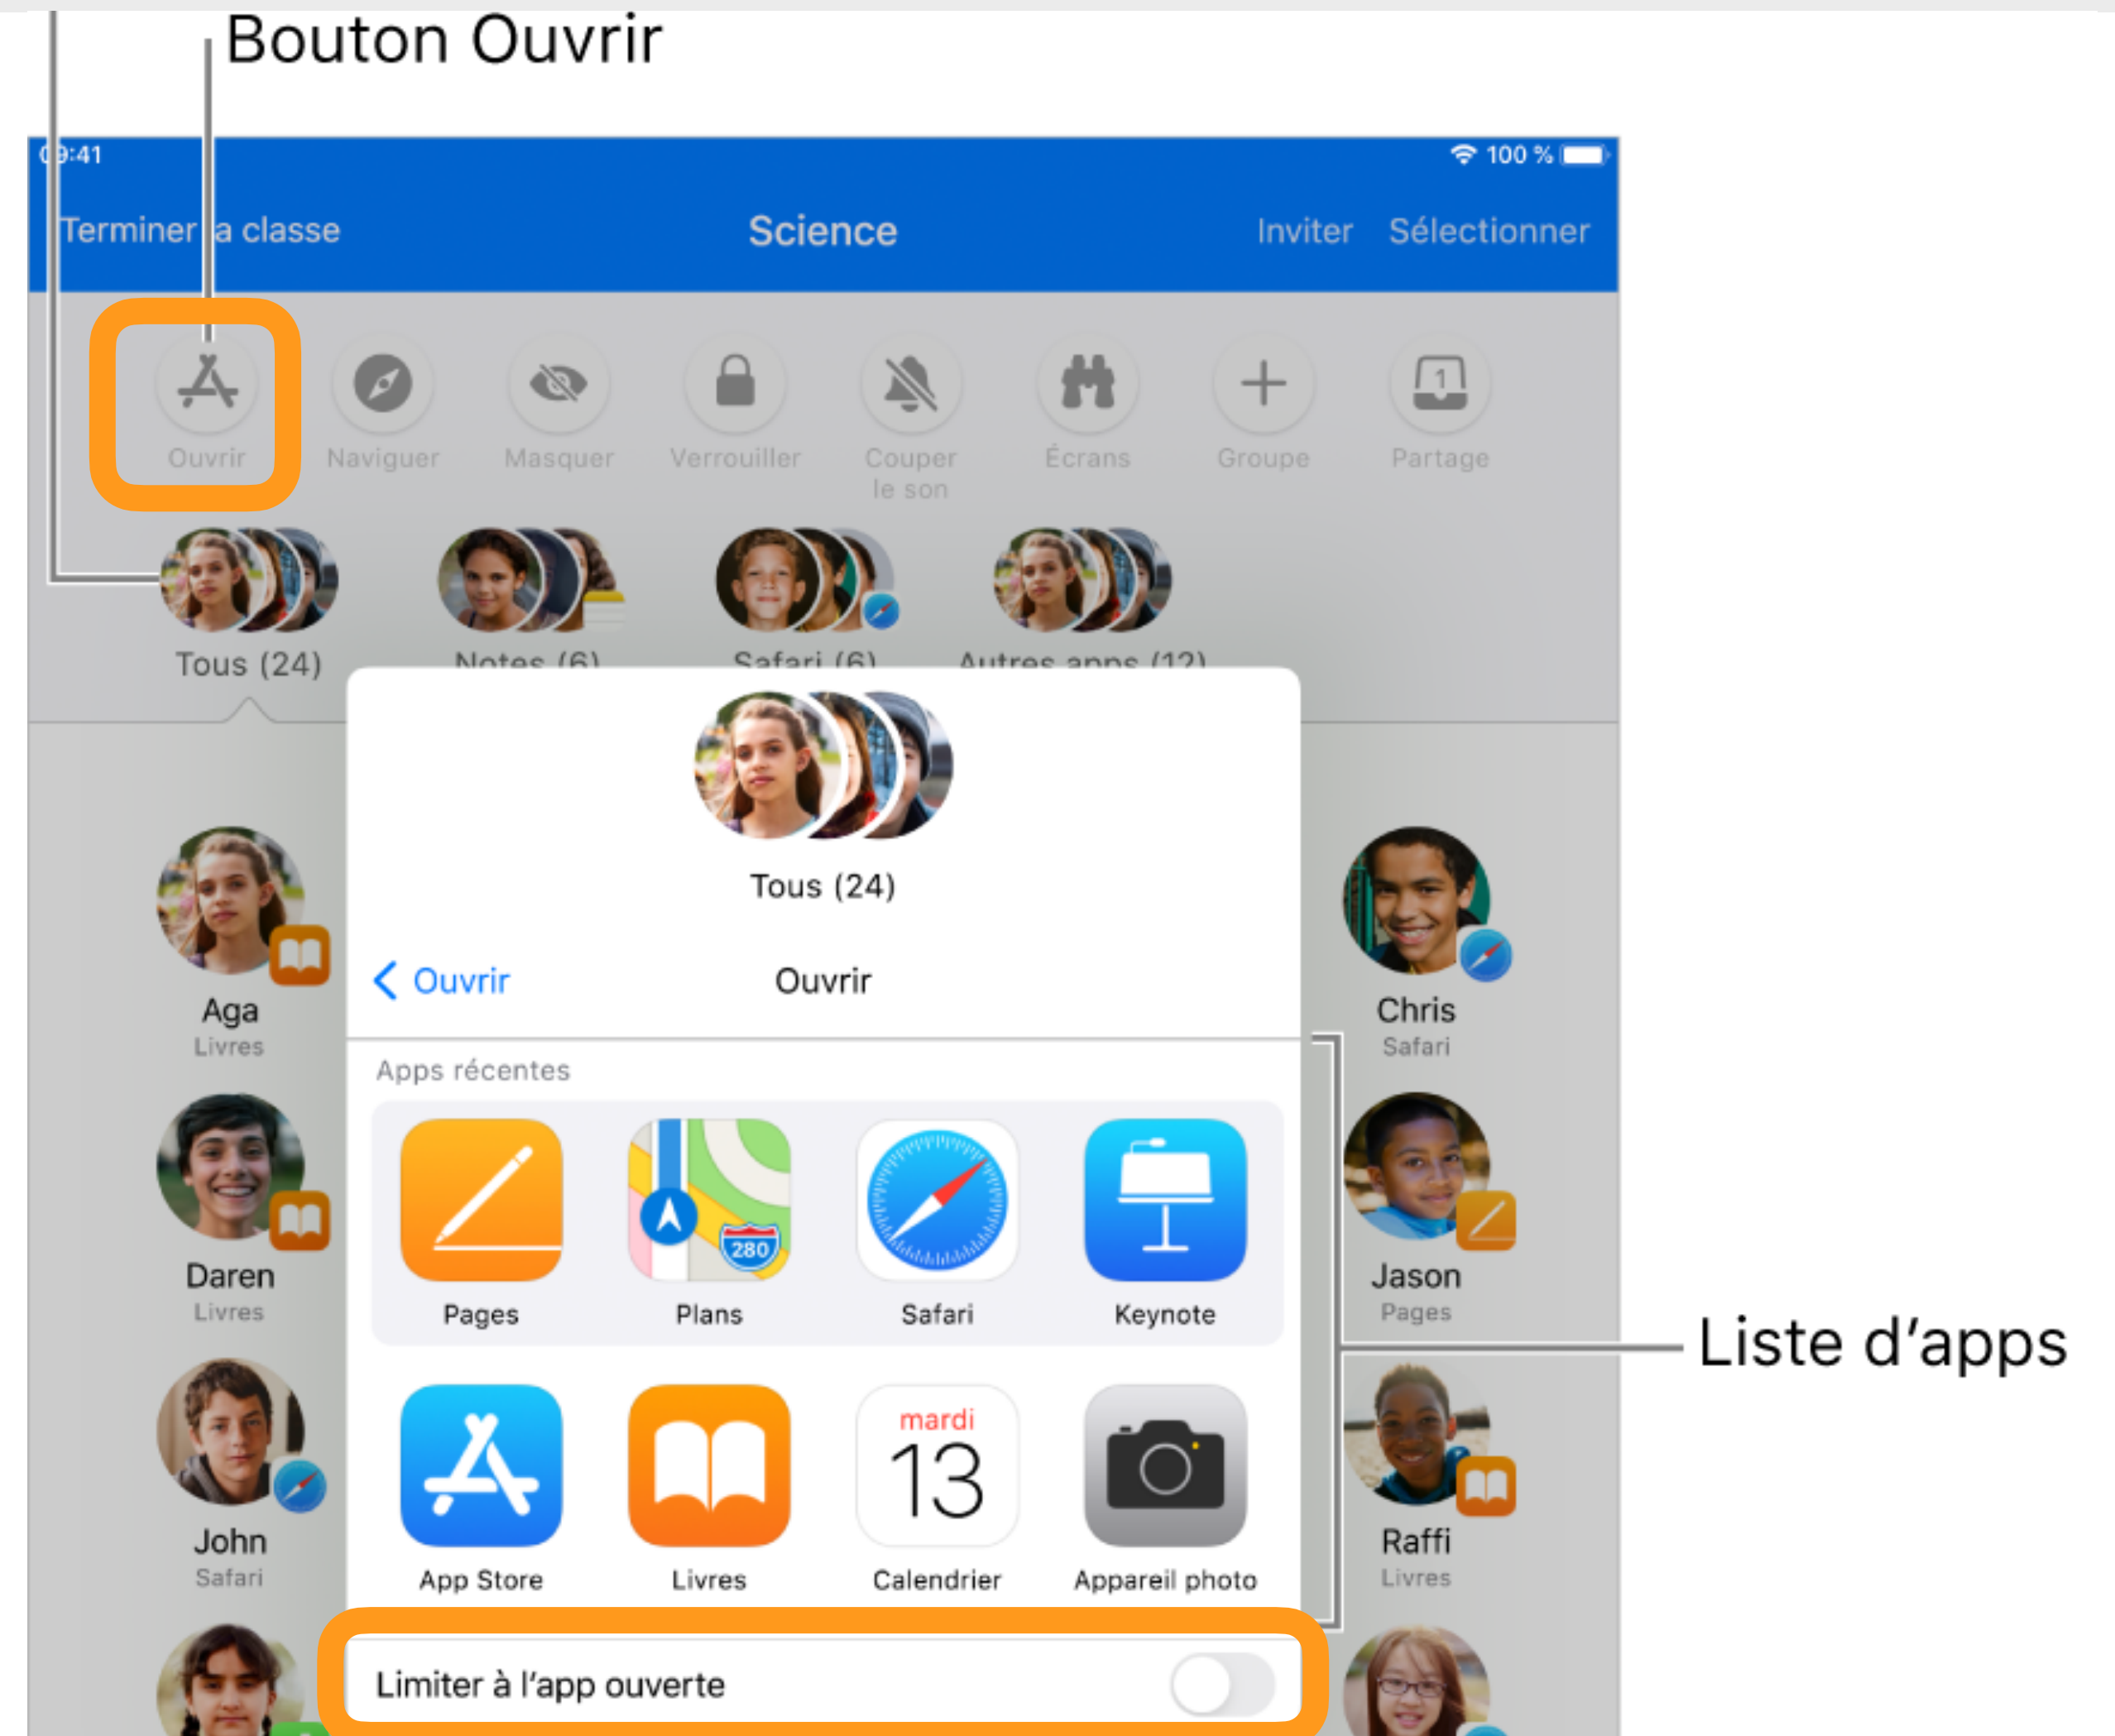 Bouton Ouvrir
09:41
100 %
Terminer la classe
Science
Inviter
Sélectionner
Ouvrir
Naviguer
Masquer
Verrouiller
Couper
le son
Écrans
Groupe
1
Partage
Tous (24)
Notes (6)
Safari (6)
Autres apps (12)
Tous (24)
Ouvrir
Ouvrir
Apps récentes
280
Pages
Plans
Safari
Keynote
mardi
13
App Store
Livres
Calendrier
Appareil photo
Limiter à l'app ouverte
Aga
Livres
Daren
Livres
John
Safari
Chris
Safari
Jason
Pages
Raffi
Livres
Liste d'apps